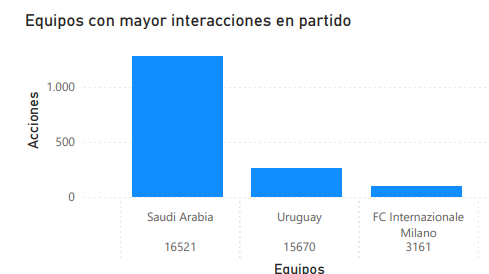 Equipos con mayor interacciones en partido
Acciones
1.000
500
0
Saudi Arabia
Uruguay
FC Internazionale
Milano
16521
15670
3161
Equipos